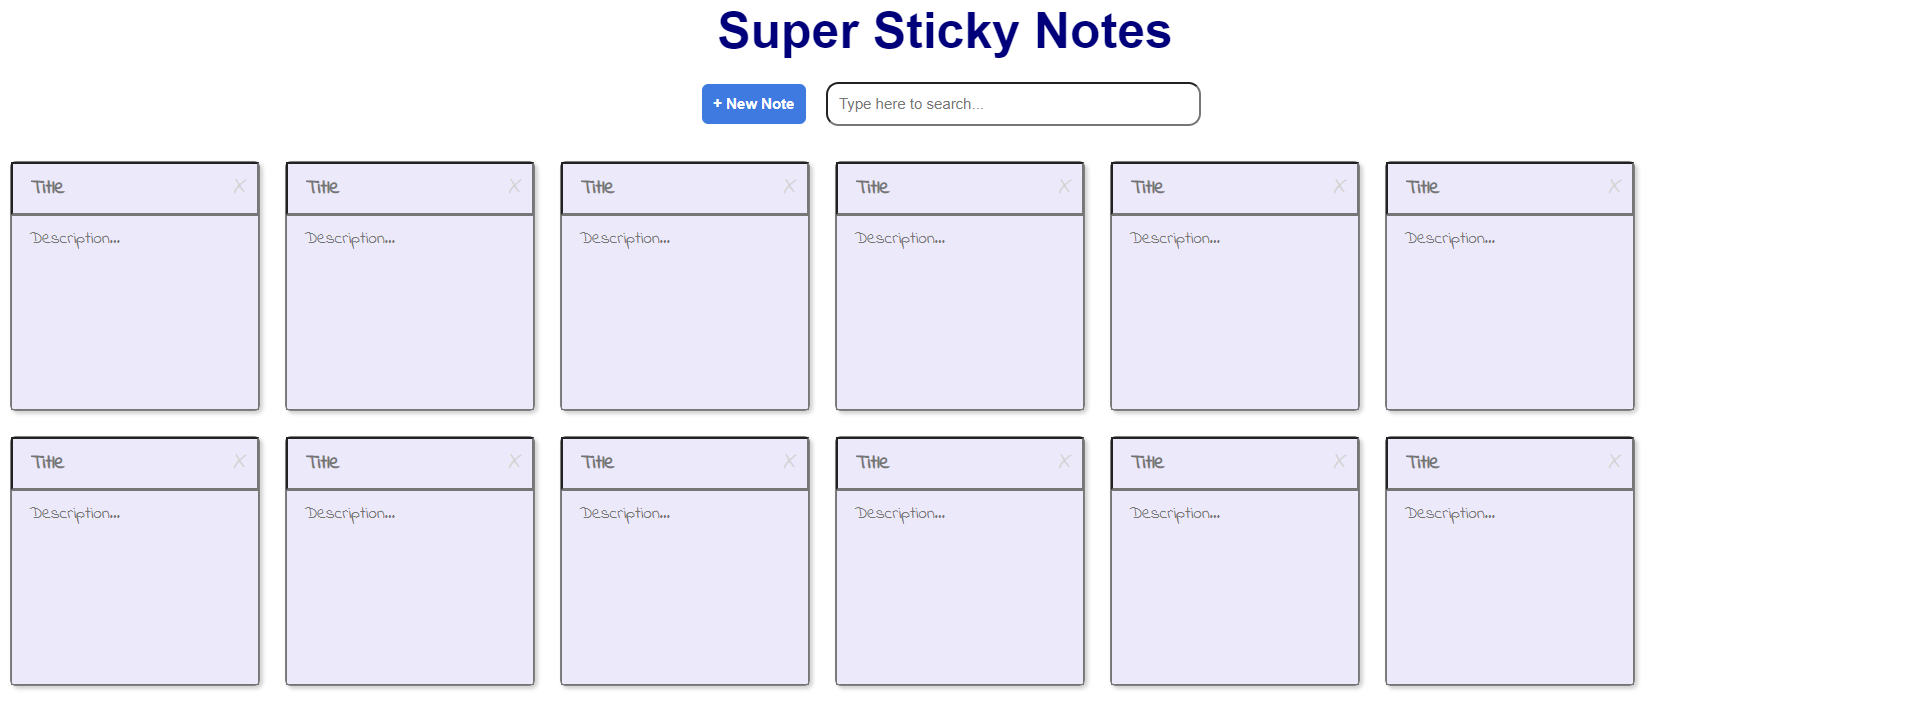 Super Sticky Notes
+ New Note Type here to search...
Title X Title X Title X Title X Title X Title X
Description... Description... Description... Description... Description... Description...
Title X Title X Title X Title X Title X Title X
Description... Description... Description... Description... Description... Description...